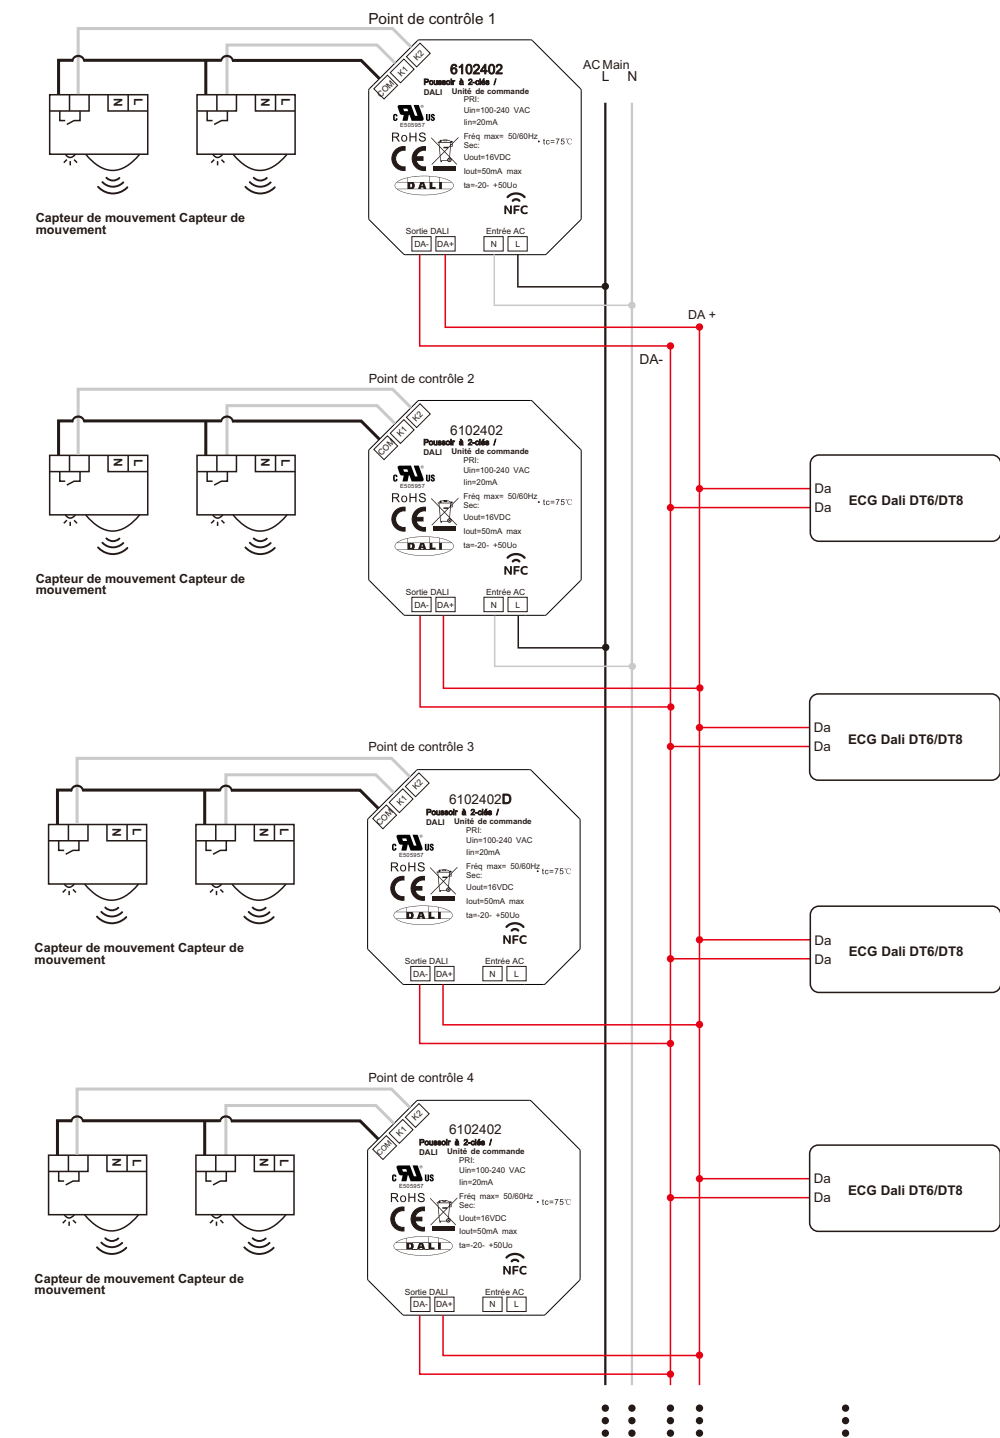 Point de contrôle 1
AC Main
L N
COM K1 K2
6102402
Poussoir à 2-clés /
DALI Unité de commande
PRI:
Uin=100-240 VAC
Iin=20mA
Fréq max= 50/60Hz
Sec:
• tc=75℃
Uout=16VDC
Iout=50mA max
ta=-20- +50Uo
c US
E505957
RoHS
CE
DALI
NFC
Sortie DALI Entrée AC
DA- DA+ N L
N L
N L
Capteur de mouvement Capteur de
mouvement
DA +
DA-
Point de contrôle 2
COM K1 K2
6102402
Poussoir à 2-clés /
DALI Unité de commande
PRI:
Uin=100-240 VAC
Iin=20mA
Fréq max= 50/60Hz
Sec:
• tc=75℃
Uout=16VDC
Iout=50mA max
ta=-20- +50Uo
c US
E505957
RoHS
CE
DALI
NFC
Sortie DALI Entrée AC
DA- DA+ N L
N L
N L
Capteur de mouvement Capteur de
mouvement
Da
Da
ECG Dali DT6/DT8
Da
Da
ECG Dali DT6/DT8
Point de contrôle 3
COM K1 K2
6102402D
Poussoir à 2-clés /
DALI Unité de commande
PRI:
Uin=100-240 VAC
Iin=20mA
Fréq max= 50/60Hz
Sec:
• tc=75℃
Uout=16VDC
Iout=50mA max
ta=-20- +50Uo
c US
E505957
RoHS
CE
DALI
NFC
Sortie DALI Entrée AC
DA- DA+ N L
N L
N L
Capteur de mouvement Capteur de
mouvement
Da
Da
ECG Dali DT6/DT8
Point de contrôle 4
COM K1 K2
6102402
Poussoir à 2-clés /
DALI Unité de commande
PRI:
Uin=100-240 VAC
Iin=20mA
Fréq max= 50/60Hz
Sec:
• tc=75℃
Uout=16VDC
Iout=50mA max
ta=-20- +50Uo
c US
E505957
RoHS
CE
DALI
NFC
Sortie DALI Entrée AC
DA- DA+ N L
N L
N L
Capteur de mouvement Capteur de
mouvement
Da
Da
ECG Dali DT6/DT8